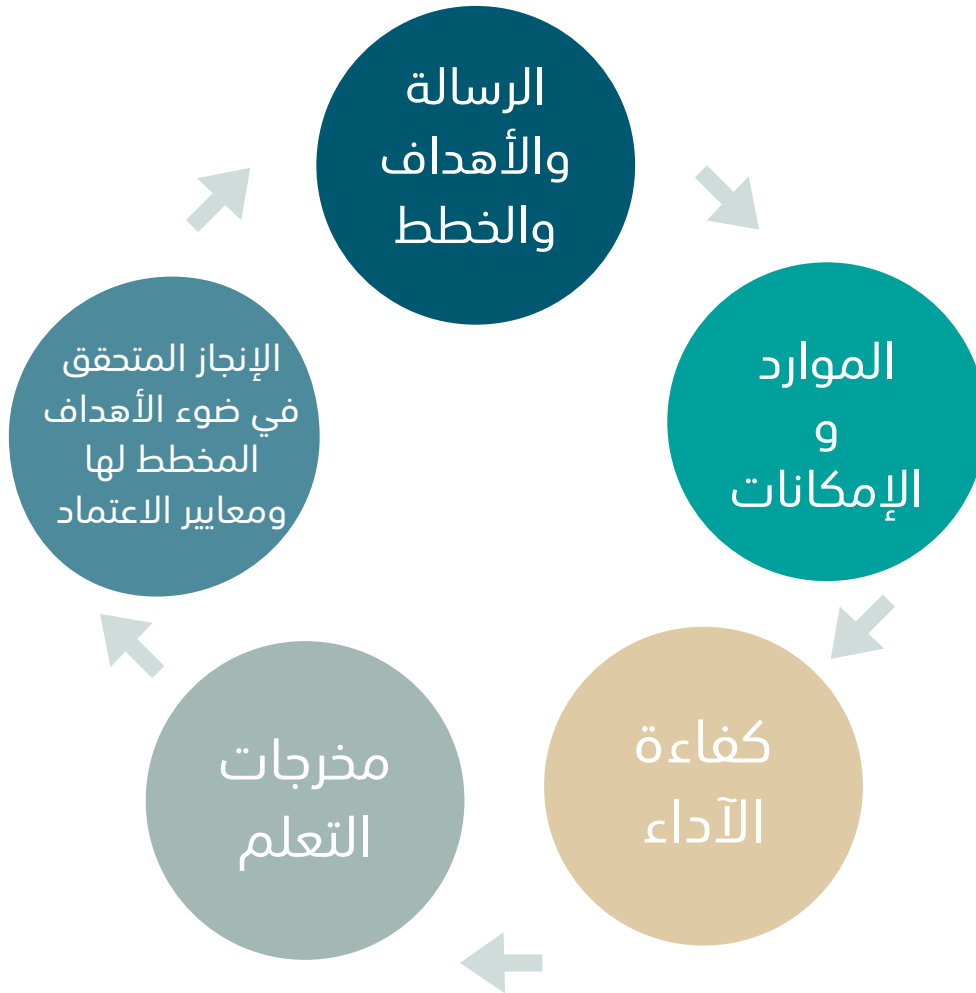 الرسالة
والأهداف
والخطط
الموارد
و
الإمكانات
كفاءة
الآداء
مخرجات
التعلم
الإنجاز المتحقق
في ضوء الأهداف
المخطط لها
ومعايير الاعتماد